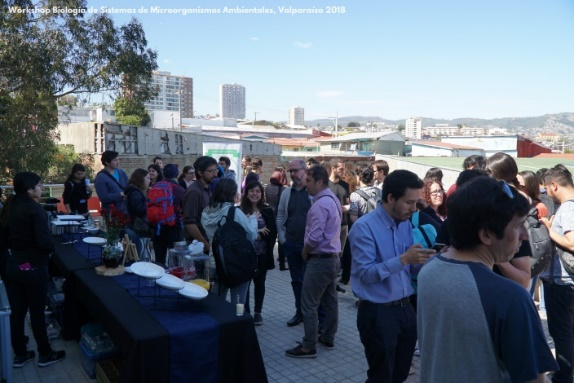 Workshop Biología de Sistemas de Microorganismos Ambientales, Valparaíso 2018